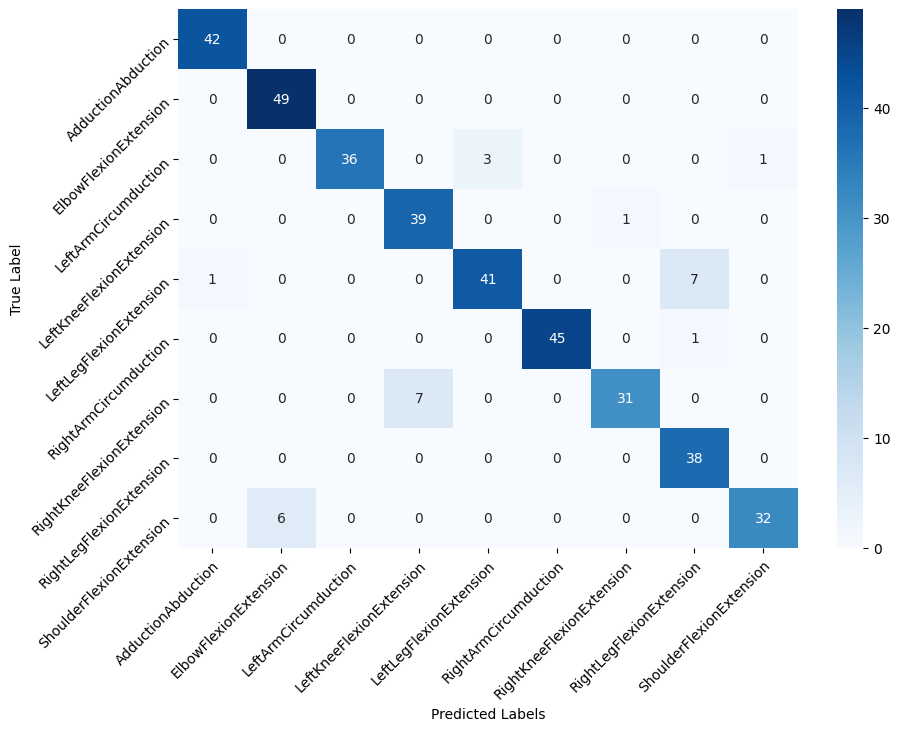 AdductionAbduction 42 0 0 0 0 0 0 0 0
ElbowFlexionExtension 0 49 0 0 0 0 0 0 0
LeftArmCircumduction 0 0 36 0 3 0 0 0 1
LeftKneeFlexionExtension 0 0 0 39 0 0 1 0 0
LeftLegFlexionExtension 1 0 0 0 41 0 0 7 0
RightArmCircumduction 0 0 0 0 0 45 0 1 0
RightKneeFlexionExtension 0 0 0 7 0 0 31 0 0
RightLegFlexionExtension 0 0 0 0 0 0 0 38 0
ShoulderFlexionExtension 0 6 0 0 0 0 0 0 32
True Label
AdductionAbduction
ElbowFlexionExtension
LeftArmCircumduction
LeftKneeFlexionExtension
LeftLegFlexionExtension
RightArmCircumduction
RightKneeFlexionExtension
RightLegFlexionExtension
ShoulderFlexionExtension
Predicted Labels
40
30
20
10
0